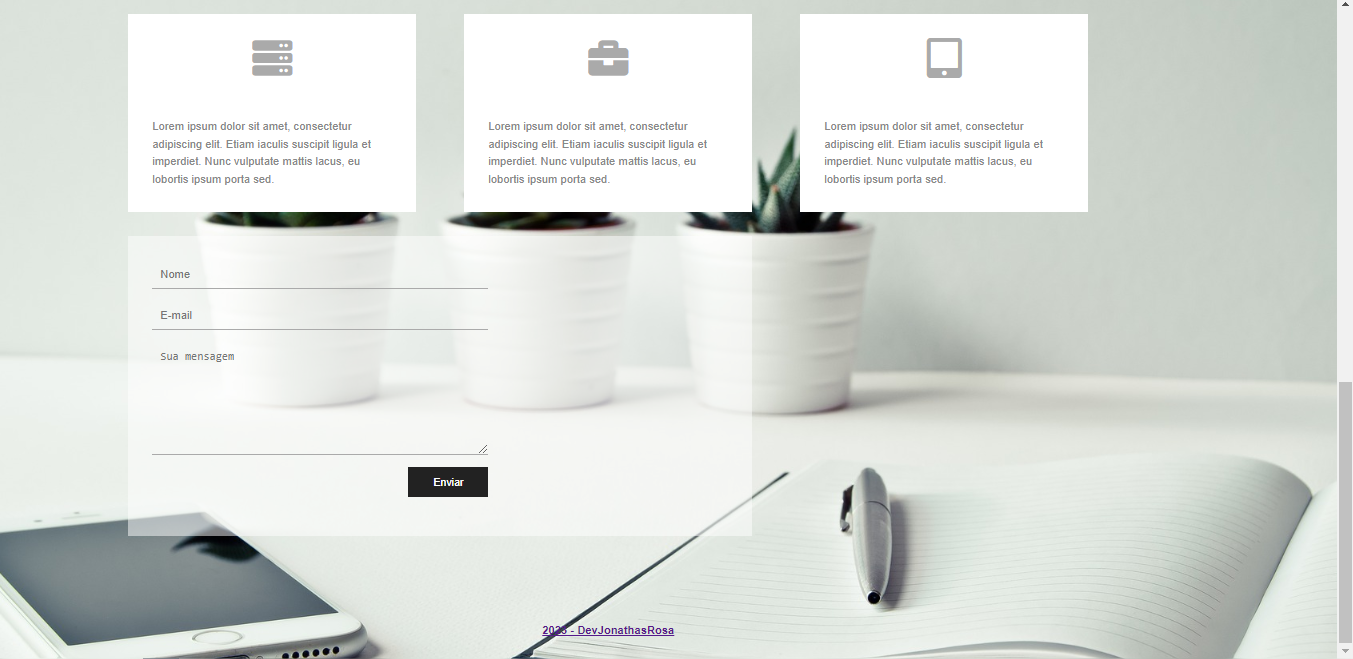 Lorem ipsum dolor sit amet, consectetur
adipiscing elit. Etiam iaculis suscipit ligula et
imperdiet. Nunc vulputate mattis lacus, eu
lobortis ipsum porta sed.
Lorem ipsum dolor sit amet, consectetur
adipiscing elit. Etiam iaculis suscipit ligula et
imperdiet. Nunc vulputate mattis lacus, eu
lobortis ipsum porta sed.
Lorem ipsum dolor sit amet, consectetur
adipiscing elit. Etiam iaculis suscipit ligula et
imperdiet. Nunc vulputate mattis lacus, eu
lobortis ipsum porta sed.
Nome
E-mail
Sua mensagem
Enviar
- DevJonathasRosa